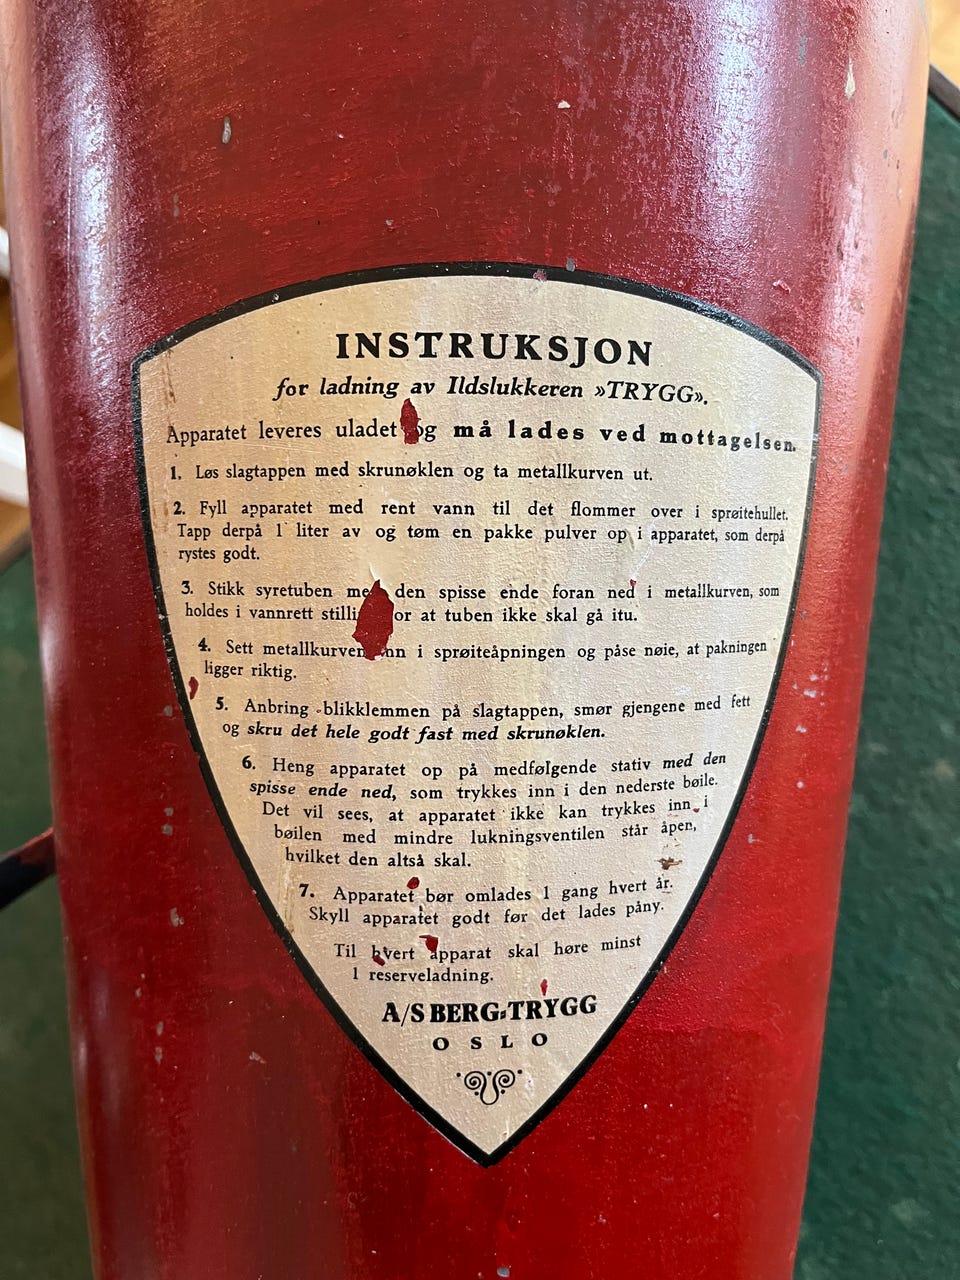 INSTRUKSJON
for ladning av Ildslukkeren »TRYGG».
Apparatet leveres uladet og må lades ved mottagelsen.
1. Løs slagtappen med skrunøklen og ta metallkurven ut.
2. Fyll apparatet med rent vann til det flommer over i sprøitehullet.
Tapp derpå 1 liter av og tøm en pakke pulver op i apparatet, som derpå
rystes godt.
3. Stikk syretuben med den spisse ende foran ned i metallkurven, som
holdes i vannrett at tuben ikke skal gå itu.
4. Sett metallkurven inn i sprøiteåpningen og påse nøie, at pakningen
ligger riktig.
5. Anbring blikklemmen på slagtappen, smør gjengene med fett
og skru det hele godt fast med skrunøklen.
6. Heng apparatet op på medfølgende stativ med den
spisse ende ned, som trykkes inn i den nederste bøile.
Det vil sees, at apparatet ikke kan trykkes inn i
bøilen med mindre lukningsventilen står åpen,
hvilket den altså skal.
7. Apparatet bør omlades 1 gang hvert år.
Skyll apparatet godt før det lades påny.
Til hvert apparat skal høre minst
1 reserveladning.
A/S BERG-TRYGG
OSLO